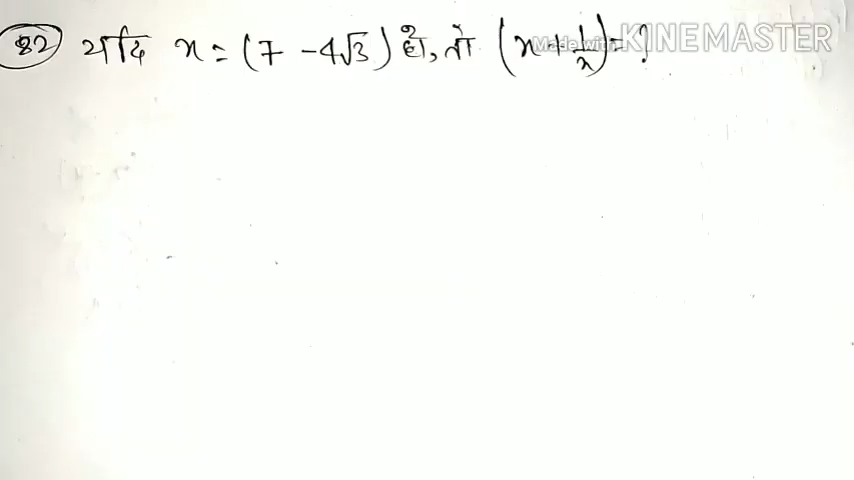 82 यदि x = (7 - 4√3) हो, तो (x + 1/x) = ?
Made with KINEMASTER